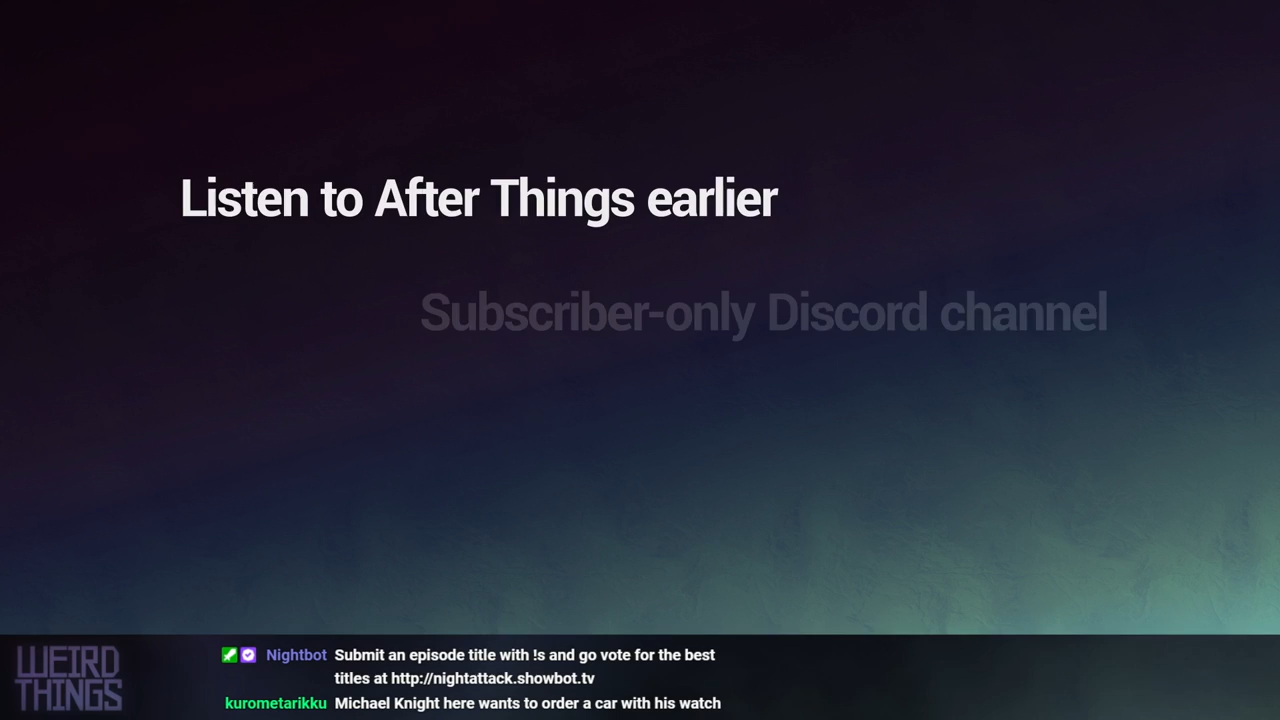 Listen to After Things earlier
Subscriber-only Discord channel
WEIRD
THINGS
Nightbot Submit an episode title with !s and go vote for the best
titles at http://nightattack.showbot.tv
kurometarikku Michael Knight here wants to order a car with his watch